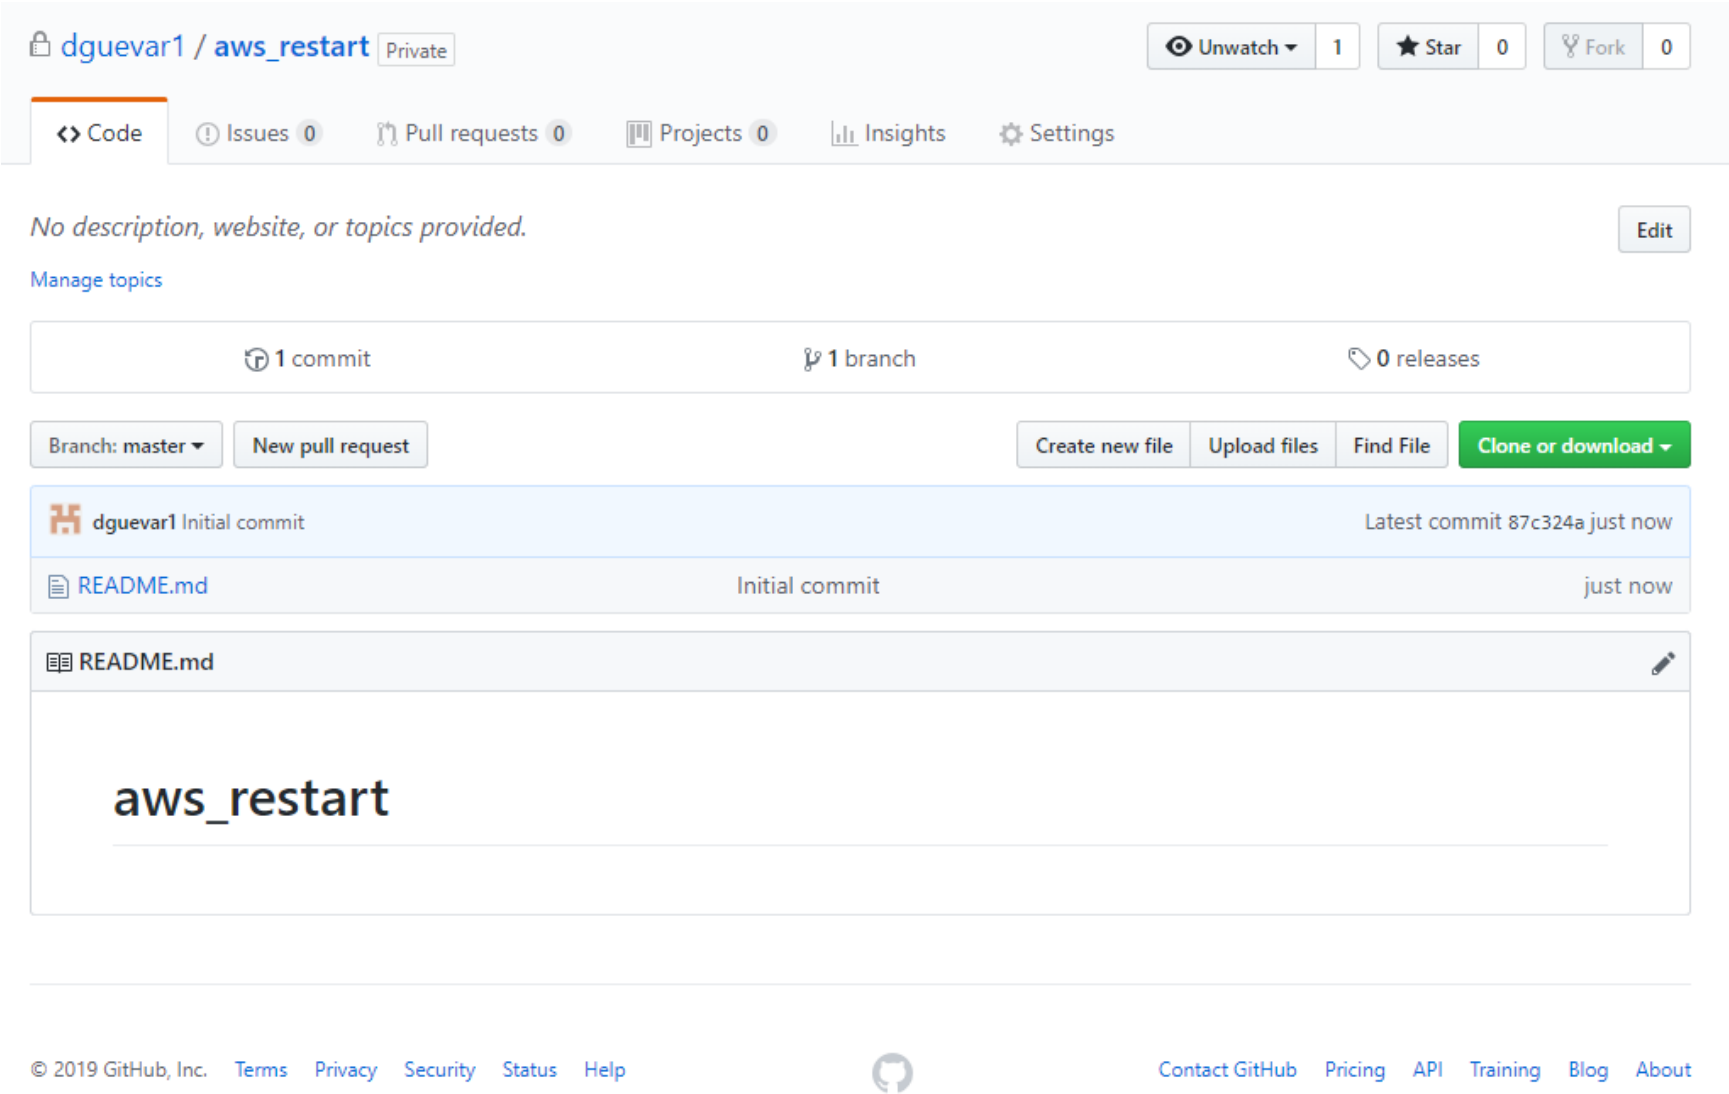 dguevar1 / aws_restart Private Unwatch 1 Star 0 Fork 0
Code Issues 0 Pull requests 0 Projects 0 Insights Settings
No description, website, or topics provided. Edit
Manage topics
1 commit 1 branch 0 releases
Branch: master New pull request Create new file Upload files Find File Clone or download
dguevar1 Initial commit Latest commit 87c324a just now
README.md Initial commit just now
README.md
aws_restart
© 2019 GitHub, Inc. Terms Privacy Security Status Help Contact GitHub Pricing API Training Blog About